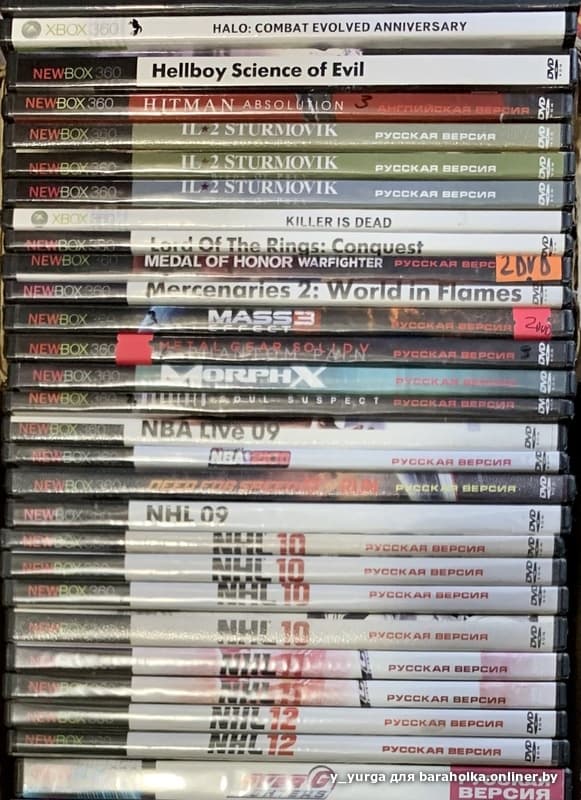 XBOX 360 HALO: COMBAT EVOLVED ANNIVERSARY
NEWBOX 360 Hellboy Science of Evil DVD
NEWBOX 360 HITMAN ABSOLUTION 3 АНГЛИЙСКАЯ ВЕРСИЯ DVD
NEWBOX 360 IL★2 STURMOVIK РУССКАЯ ВЕРСИЯ DVD
NEWBOX 360 IL★2 STURMOVIK РУССКАЯ ВЕРСИЯ DVD
NEWBOX 360 IL★2 STURMOVIK РУССКАЯ ВЕРСИЯ DVD
XBOX 360 KILLER IS DEAD
NEWBOX 360 Lord Of The Rings: Conquest DVD
NEWBOX 360 MEDAL OF HONOR WARFIGHTER РУССКАЯ 2DVD
NEWBOX 360 Mercenaries 2: World in Flames DVD
NEWBOX 360 MASS EFFECT 3 РУССКАЯ ВЕРСИЯ 2DVD
NEWBOX 360 METAL GEAR SOLID V РУССКАЯ ВЕРСИЯ DVD
NEWBOX 360 MORPHX РУССКАЯ ВЕРСИЯ DVD
NEWBOX 360 SOUL SUSPECT РУССКАЯ ВЕРСИЯ DVD
NEWBOX 360 NBA Live 09 DVD
NEWBOX 360 NBA РУССКАЯ ВЕРСИЯ DVD
NEWBOX 360 NEED FOR SPEED RUN РУССКАЯ ВЕРСИЯ DVD
NEWBOX 360 NHL 09 DVD
NEWBOX 360 NHL 10 РУССКАЯ ВЕРСИЯ DVD
NEWBOX 360 NHL 10 РУССКАЯ ВЕРСИЯ DVD
NEWBOX 360 NHL 10 РУССКАЯ ВЕРСИЯ DVD
NEWBOX 360 NHL 10 РУССКАЯ ВЕРСИЯ DVD
NEWBOX 360 NHL РУССКАЯ ВЕРСИЯ DVD
NEWBOX 360 NHL РУССКАЯ ВЕРСИЯ DVD
NEWBOX 360 NHL 12 РУССКАЯ ВЕРСИЯ DVD
NEWBOX 360 NHL 12 РУССКАЯ ВЕРСИЯ DVD
y_yurga для baraholka.onliner.by
РУССКАЯ
ВЕРСИЯ